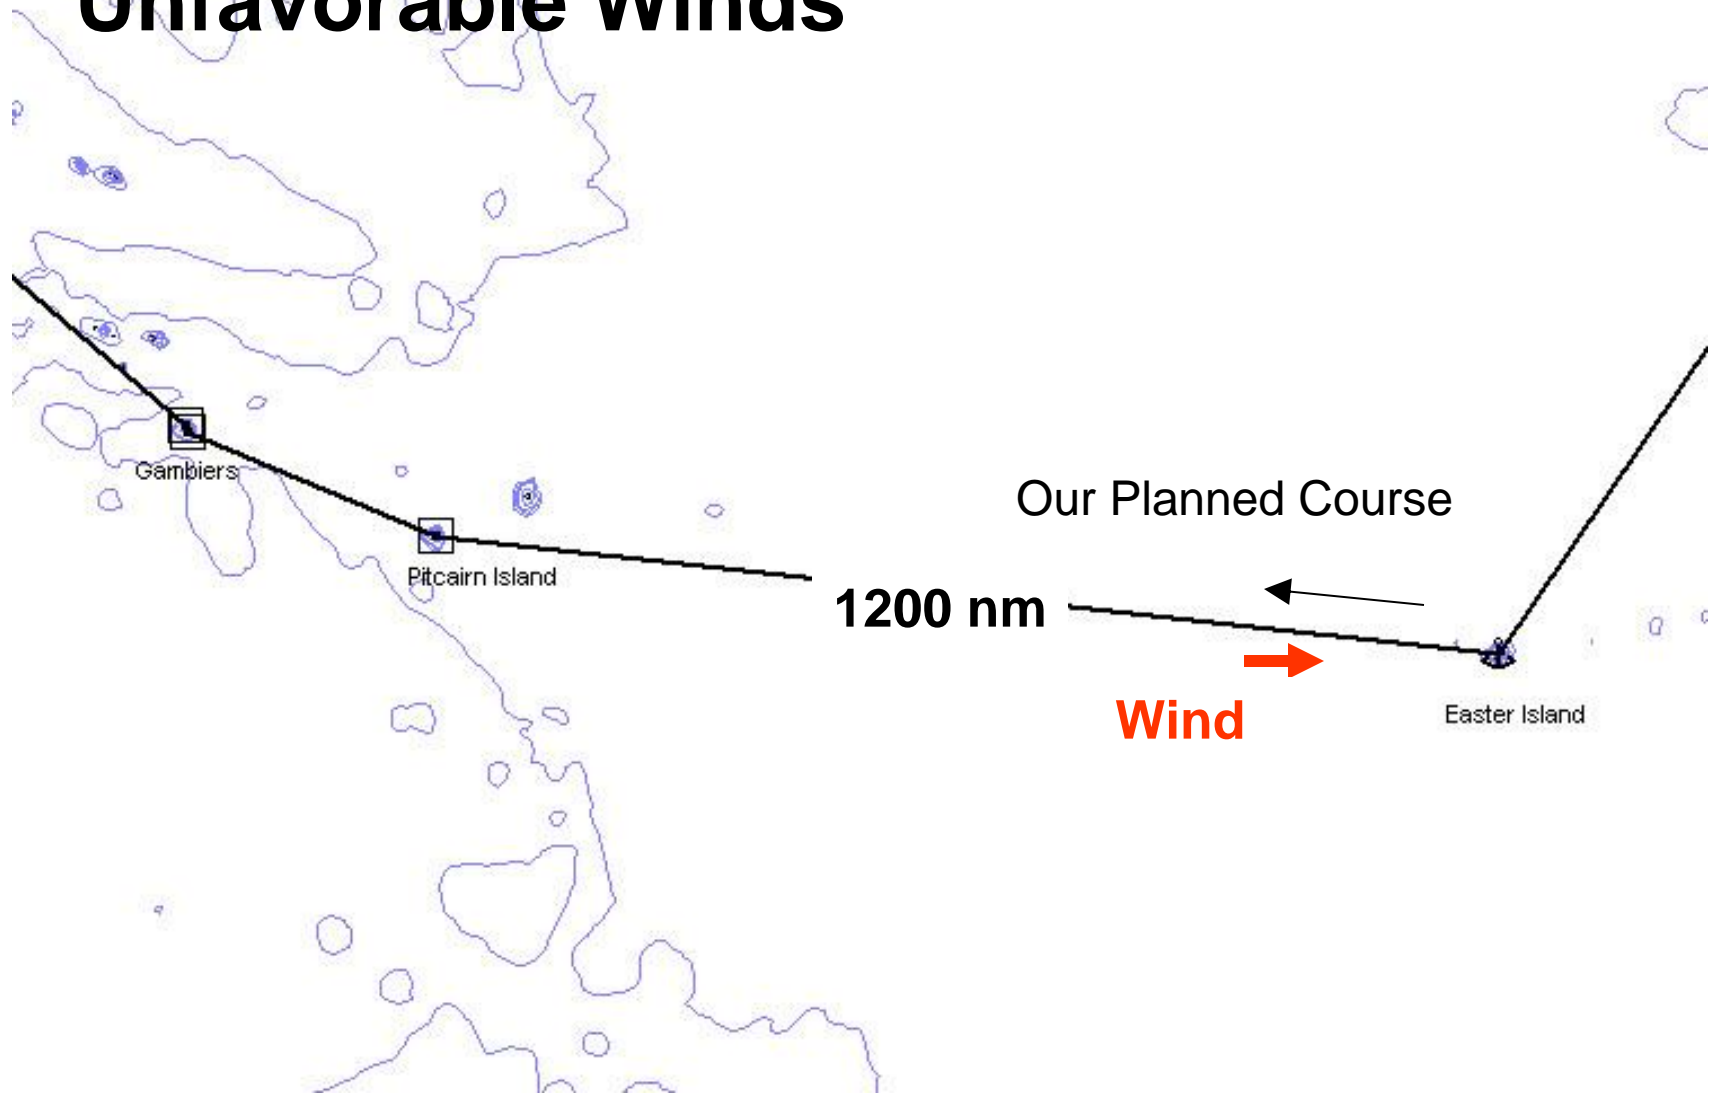 Unfavorable Winds
Gambiers
Our Planned Course
Pitcairn Island
1200 nm
Wind
Easter Island